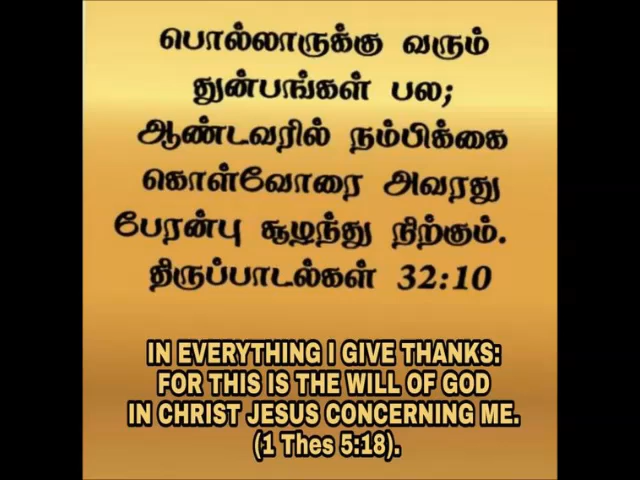 பொல்லாருக்கு வரும்
துன்பங்கள் பல;
ஆண்டவரில் நம்பிக்கை
கொள்வோரை அவரது
பேரன்பு சூழந்து நிற்கும்.
திருப்பாடல்கள் 32:10
IN EVERYTHING I GIVE THANKS:
FOR THIS IS THE WILL OF GOD
IN CHRIST JESUS CONCERNING ME.
(1 Thes 5:18).